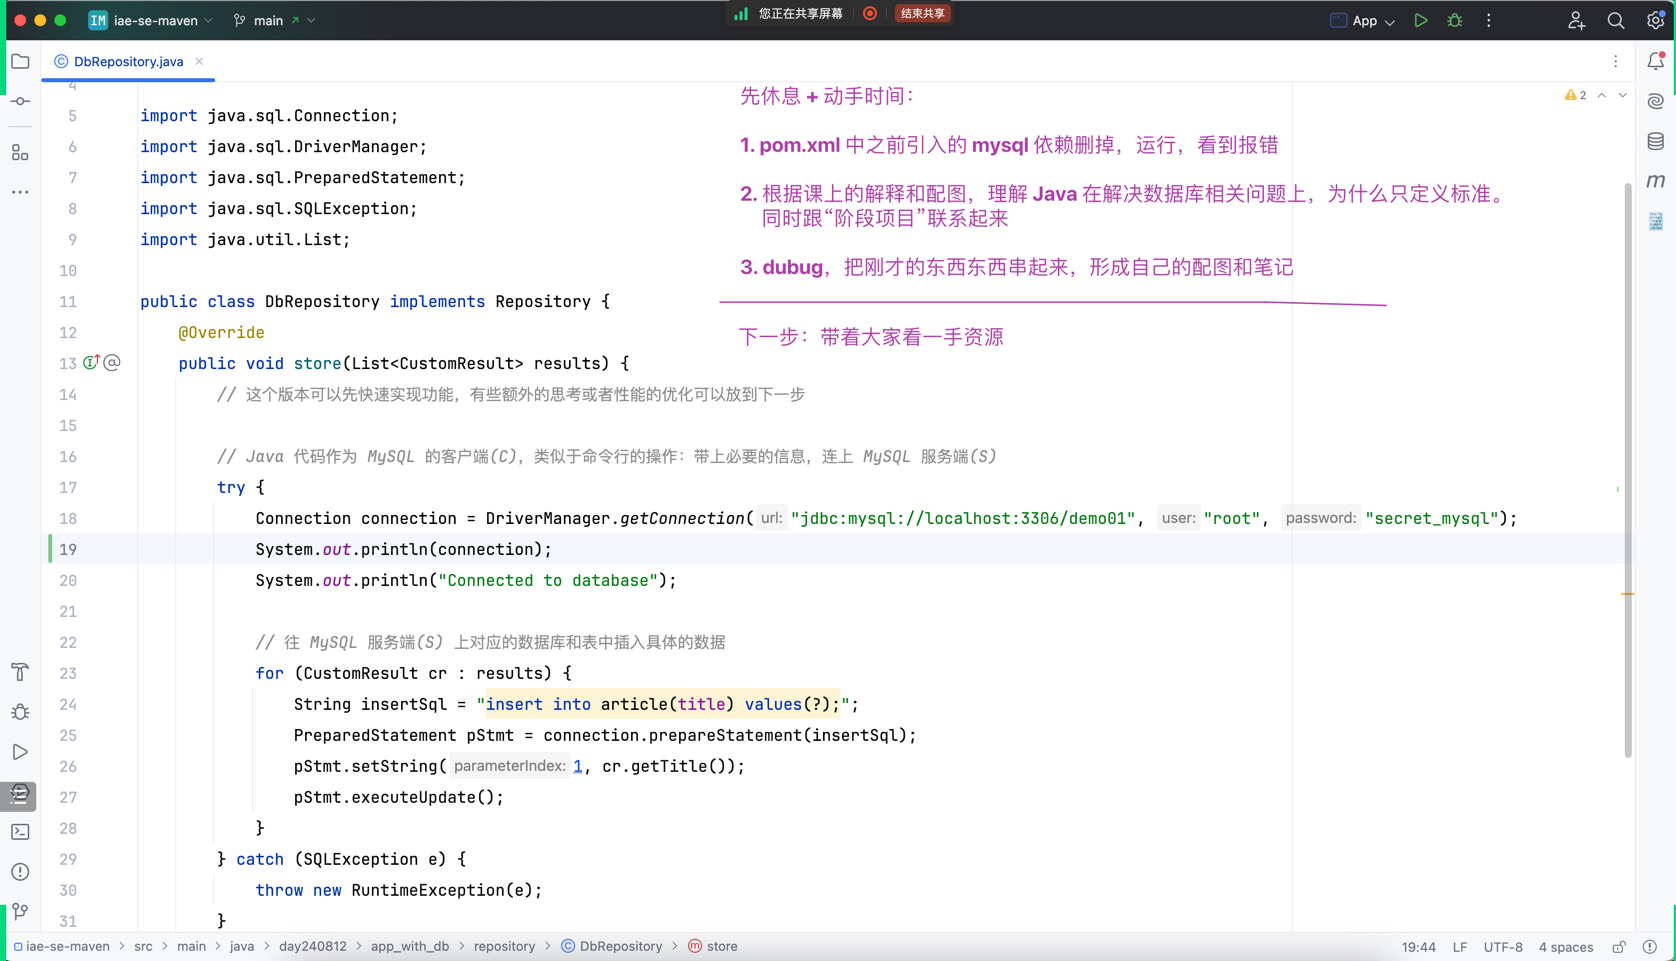 IM iae-se-maven main 您正在共享屏幕 结束共享 App
DbRepository.java
先休息 + 动手时间：
2
4
5 import java.sql.Connection;
6 import java.sql.DriverManager;
1. pom.xml 中之前引入的 mysql 依赖删掉，运行，看到报错
7 import java.sql.PreparedStatement;
2. 根据课上的解释和配图，理解 Java 在解决数据库相关问题上，为什么只定义标准。
8 import java.sql.SQLException;
同时跟“阶段项目”联系起来
9 import java.util.List;
10
3. dubug，把刚才的东西东西串起来，形成自己的配图和笔记
11 public class DbRepository implements Repository {
12 @Override
下一步：带着大家看一手资源
13 public void store(List<CustomResult> results) {
14 // 这个版本可以先快速实现功能，有些额外的思考或者性能的优化可以放到下一步
15
16 // Java 代码作为 MySQL 的客户端(C)，类似于命令行的操作：带上必要的信息，连上 MySQL 服务端(S)
17 try {
18 Connection connection = DriverManager.getConnection( url: "jdbc:mysql://localhost:3306/demo01", user: "root", password: "secret_mysql");
19 System.out.println(connection);
20 System.out.println("Connected to database");
21
22 // 往 MySQL 服务端(S) 上对应的数据库和表中插入具体的数据
23 for (CustomResult cr : results) {
24 String insertSql = "insert into article(title) values(?);";
25 PreparedStatement pStmt = connection.prepareStatement(insertSql);
26 pStmt.setString( parameterIndex: 1, cr.getTitle());
27 pStmt.executeUpdate();
28 }
29 } catch (SQLException e) {
30 throw new RuntimeException(e);
31 }
iae-se-maven > src > main > java > day240812 > app_with_db > repository > DbRepository > store 19:44 LF UTF-8 4 spaces